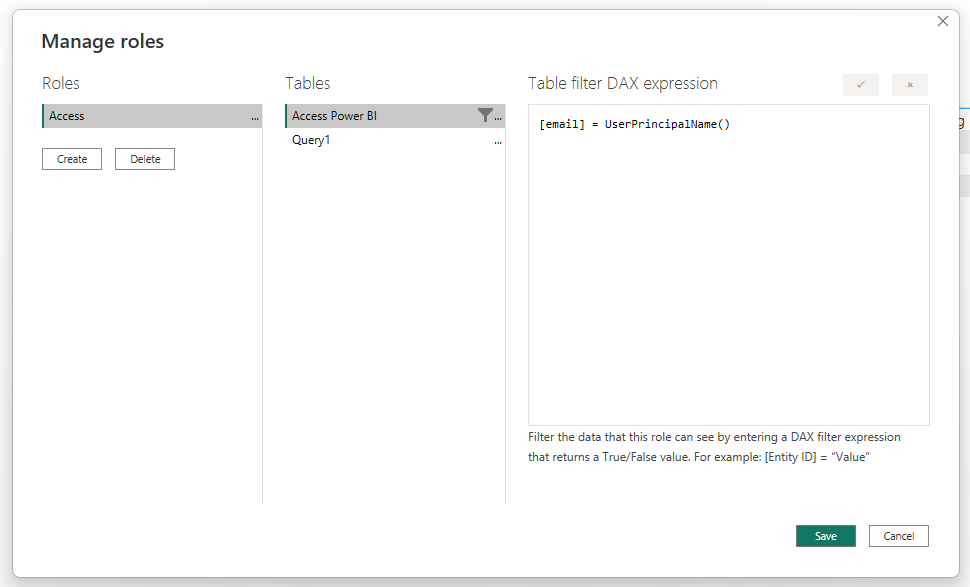 Manage roles
Roles
Tables
Table filter DAX expression
Access
...
Access Power BI
...
Query1
...
Create
Delete
[email] = UserPrincipalName()
Filter the data that this role can see by entering a DAX filter expression
that returns a True/False value. For example: [Entity ID] = “Value”
Save
Cancel
g